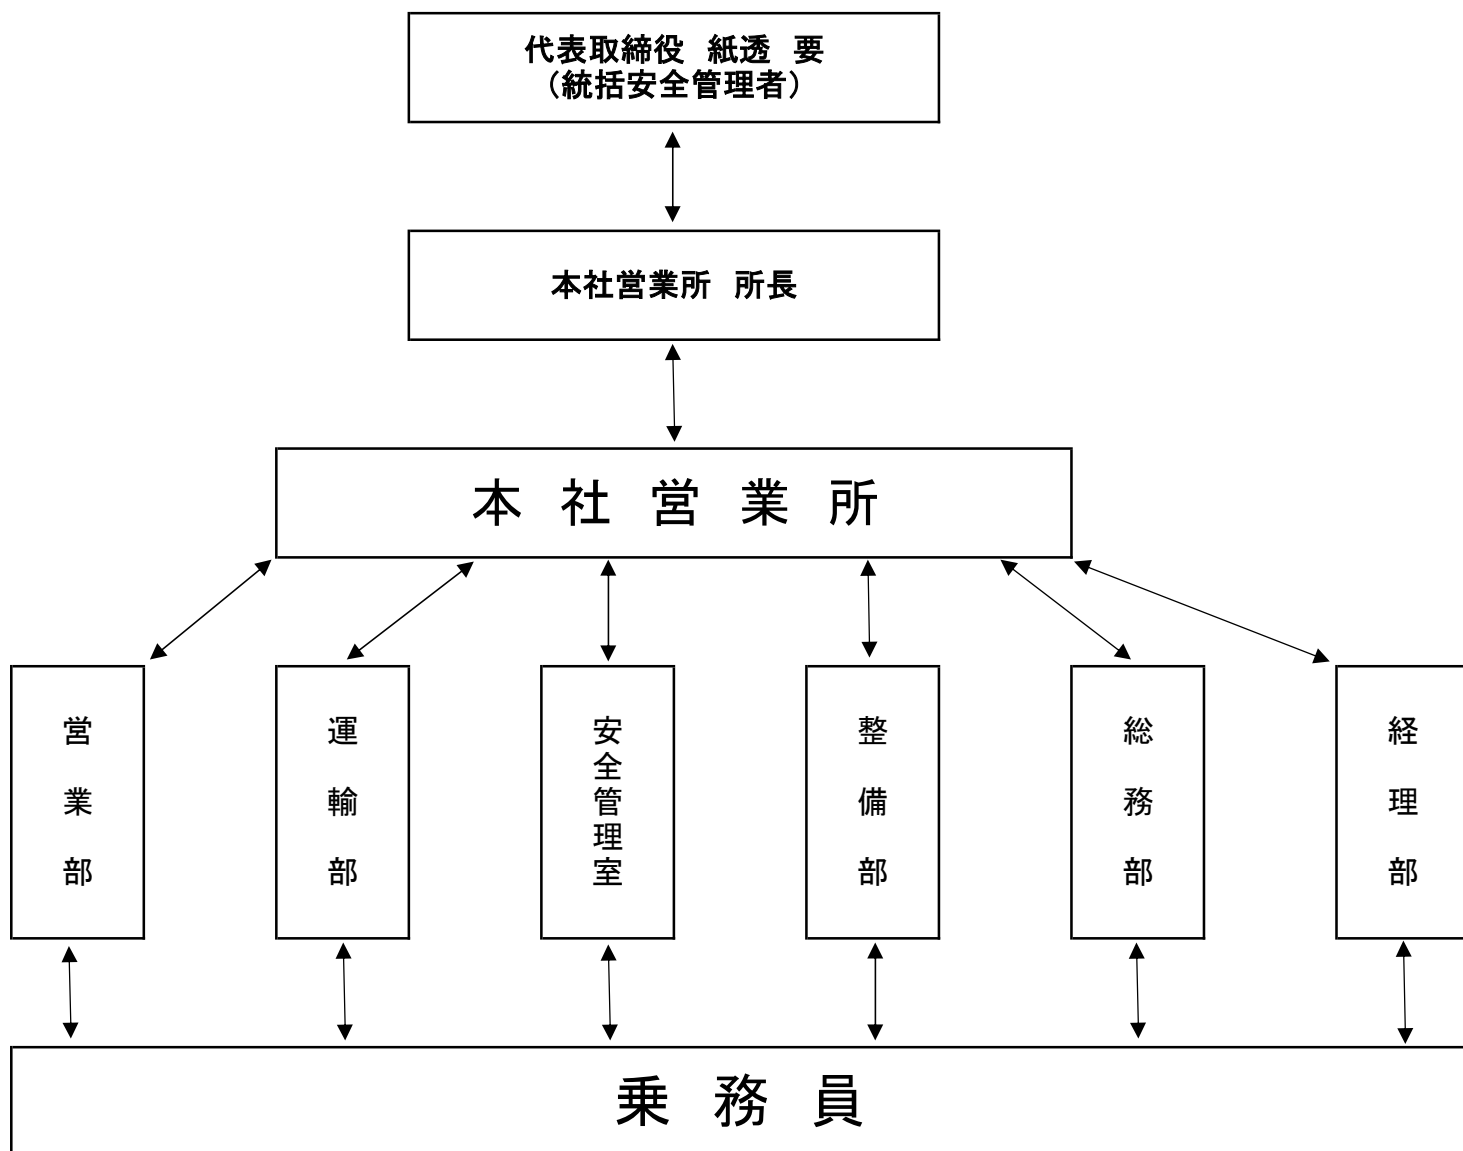 代表取締役 紙透 要
（統括安全管理者）
本社営業所 所長
本社営業所
営業部
運輸部
安全管理室
整備部
総務部
経理部
乗務員